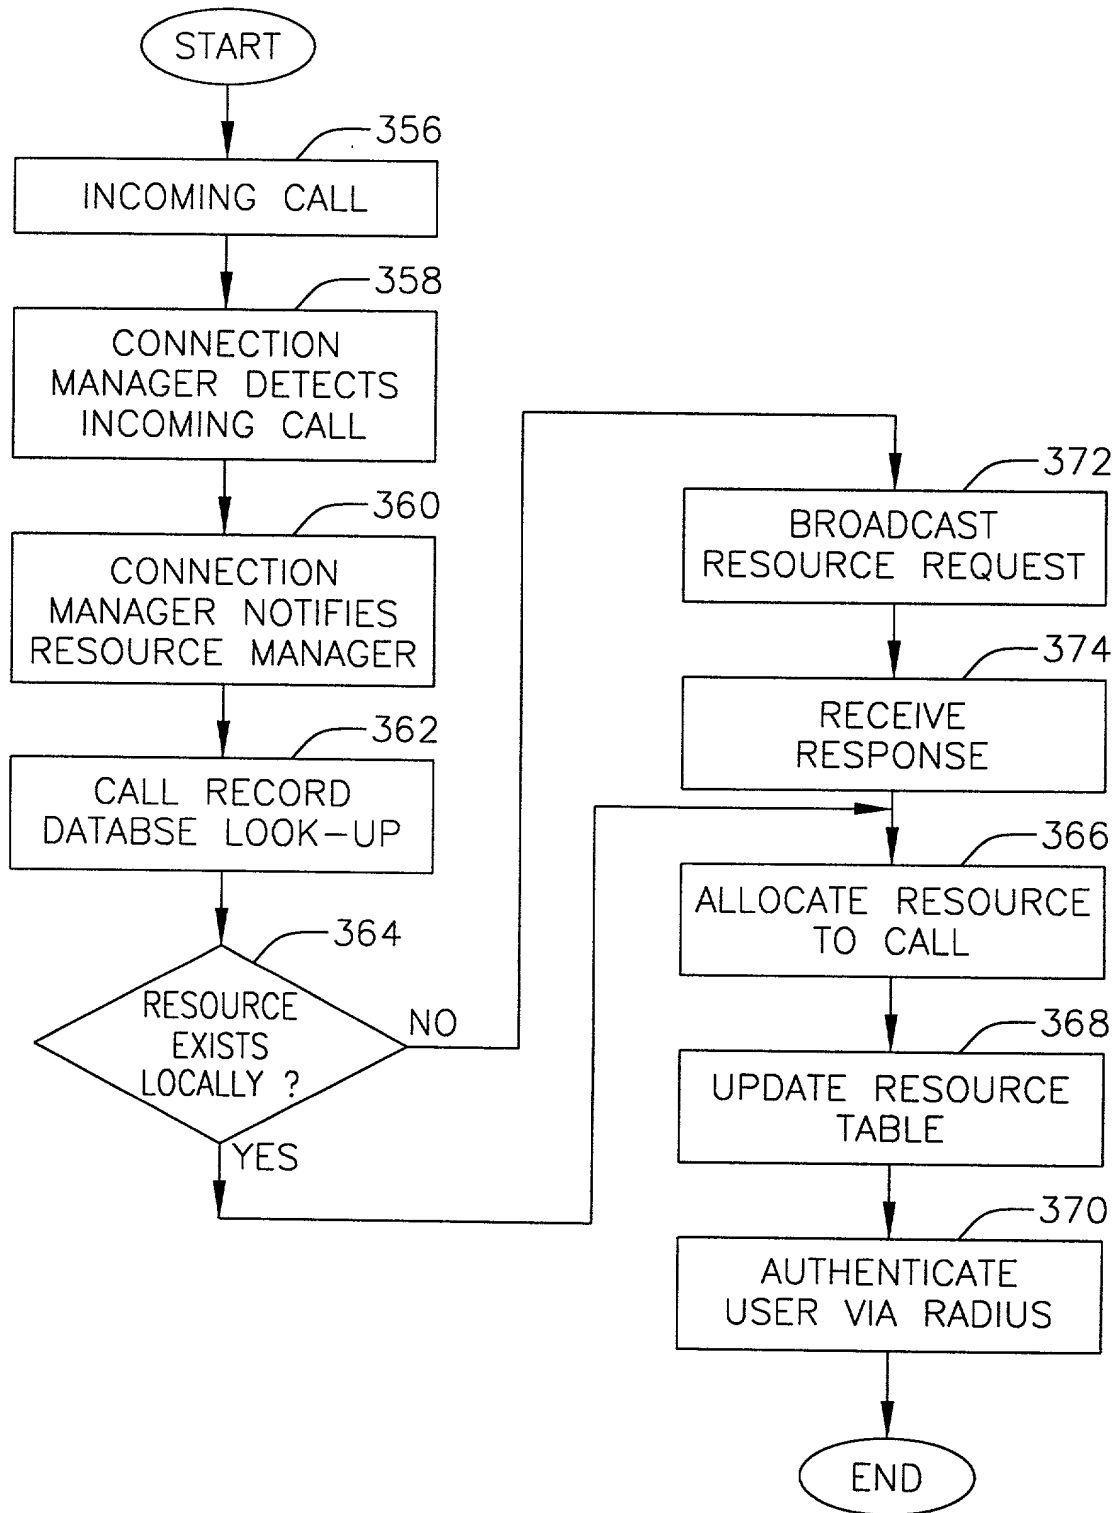 START
356
INCOMING CALL
358
CONNECTION
MANAGER DETECTS
INCOMING CALL
360
CONNECTION
MANAGER NOTIFIES
RESOURCE MANAGER
362
CALL RECORD
DATABSE LOOK-UP
364
RESOURCE
EXISTS
LOCALLY ?
NO
YES
372
BROADCAST
RESOURCE REQUEST
374
RECEIVE
RESPONSE
366
ALLOCATE RESOURCE
TO CALL
368
UPDATE RESOURCE
TABLE
370
AUTHENTICATE
USER VIA RADIUS
END